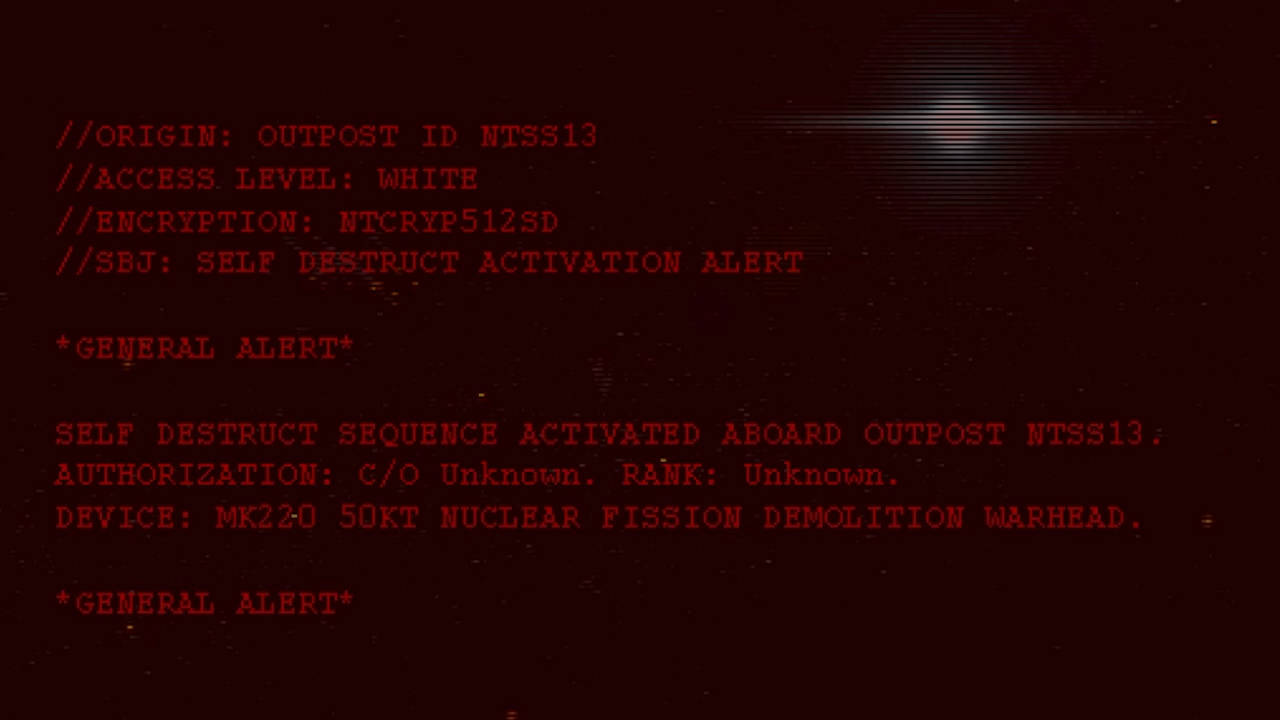 //ORIGIN: OUTPOST ID NTSS13
//ACCESS LEVEL: WHITE
//ENCRYPTION: NTCRYP512SD
//SBJ: SELF DESTRUCT ACTIVATION ALERT
*GENERAL ALERT*
SELF DESTRUCT SEQUENCE ACTIVATED ABOARD OUTPOST NTSS13.
AUTHORIZATION: C/O Unknown. RANK: Unknown.
DEVICE: MK220 50KT NUCLEAR FISSION DEMOLITION WARHEAD.
*GENERAL ALERT*